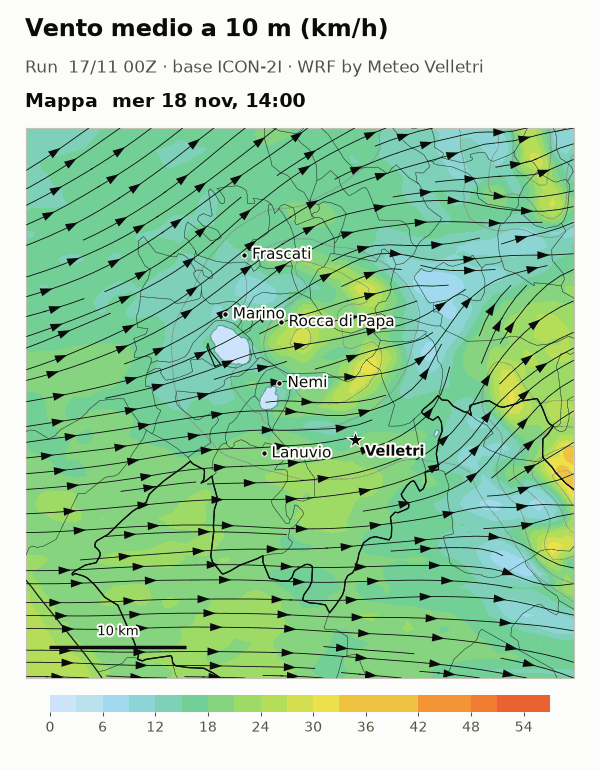 Vento medio a 10 m (km/h)
Run  17/11 00Z · base ICON-2I · WRF by Meteo Velletri
Mappa  mer 18 nov, 14:00
Frascati
Marino
Rocca di Papa
Nemi
Velletri
Lanuvio
10 km
0 6 12 18 24 30 36 42 48 54